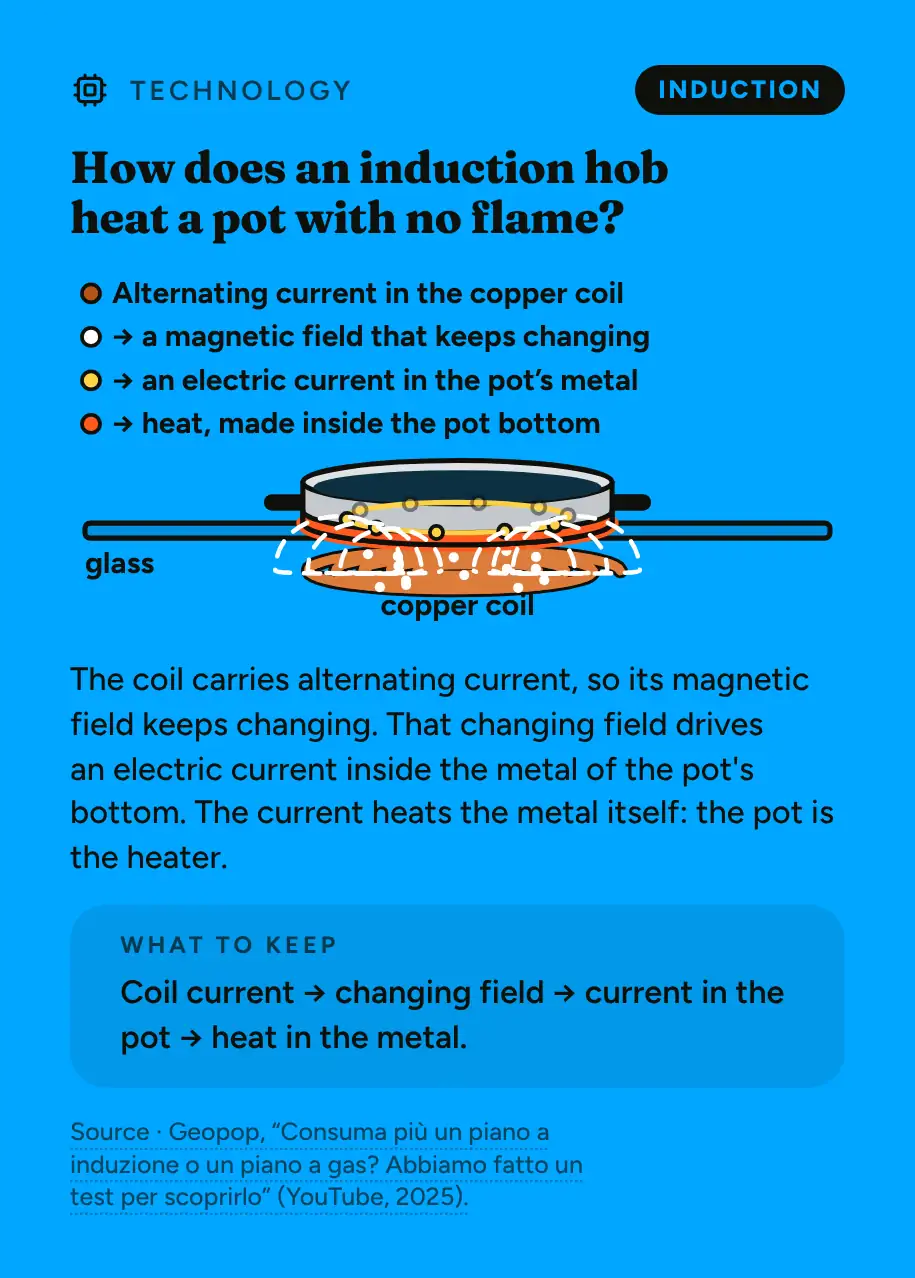 TECHNOLOGY
INDUCTION
How does an induction hob
heat a pot with no flame?
Alternating current in the copper coil
→ a magnetic field that keeps changing
→ an electric current in the pot’s metal
→ heat, made inside the pot bottom
glass
copper coil
The coil carries alternating current, so its magnetic
field keeps changing. That changing field drives
an electric current inside the metal of the pot's
bottom. The current heats the metal itself: the pot is
the heater.
WHAT TO KEEP
Coil current → changing field → current in the
pot → heat in the metal.
Source · Geopop, “Consuma più un piano a
induzione o un piano a gas? Abbiamo fatto un
test per scoprirlo” (YouTube, 2025).